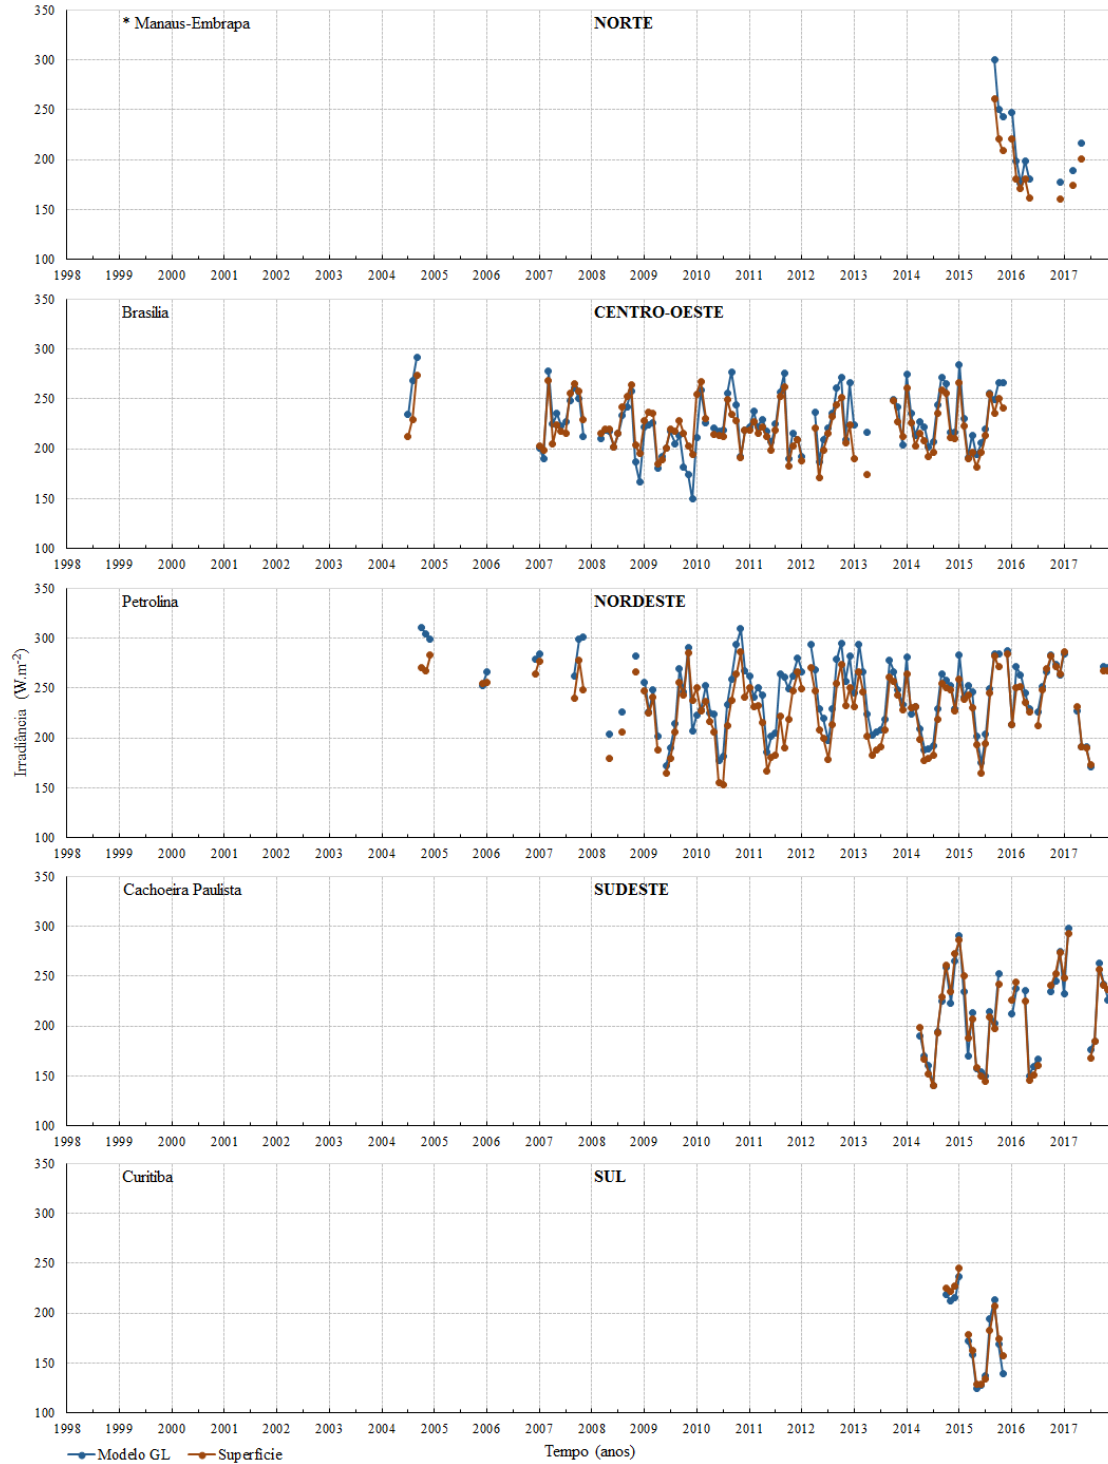 350
* Manaus-Embrapa NORTE
300
250
200
150
100
1998 1999 2000 2001 2002 2003 2004 2005 2006 2007 2008 2009 2010 2011 2012 2013 2014 2015 2016 2017
350
Brasilia CENTRO-OESTE
300
250
200
150
100
1998 1999 2000 2001 2002 2003 2004 2005 2006 2007 2008 2009 2010 2011 2012 2013 2014 2015 2016 2017
350
Petrolina NORDESTE
300
250
200
150
100
Irradiância (W.m-2)
1998 1999 2000 2001 2002 2003 2004 2005 2006 2007 2008 2009 2010 2011 2012 2013 2014 2015 2016 2017
350
Cachoeira Paulista SUDESTE
300
250
200
150
100
1998 1999 2000 2001 2002 2003 2004 2005 2006 2007 2008 2009 2010 2011 2012 2013 2014 2015 2016 2017
350
Curitiba SUL
300
250
200
150
100
1998 1999 2000 2001 2002 2003 2004 2005 2006 2007 2008 2009 2010 2011 2012 2013 2014 2015 2016 2017
Modelo GL Superficie Tempo (anos)